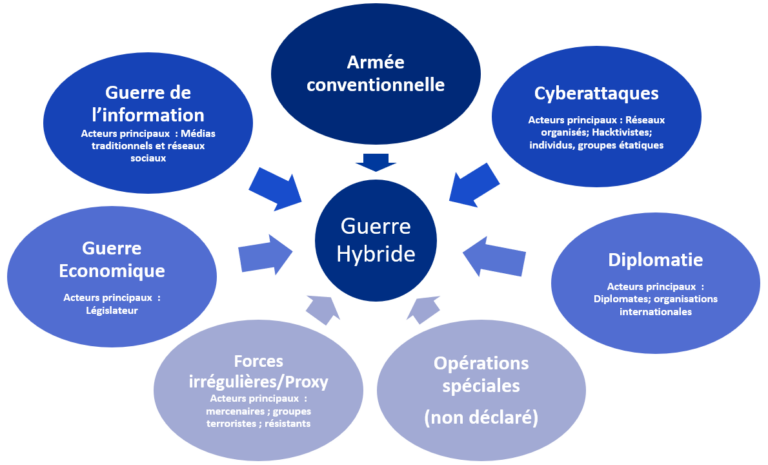 Armée
conventionnelle
Guerre de
l'information
Acteurs principaux : Médias
traditionnels et réseaux
sociaux
Cyberattaques
Acteurs principaux : Réseaux
organisés; Hacktivistes;
individus, groupes étatiques
Guerre
Hybride
Guerre
Economique
Acteurs principaux :
Législateur
Diplomatie
Acteurs principaux :
Diplomates; organisations
internationales
Forces
irrégulières/Proxy
Acteurs principaux :
mercenaires ; groupes
terroristes ; résistants
Opérations
spéciales
(non déclaré)